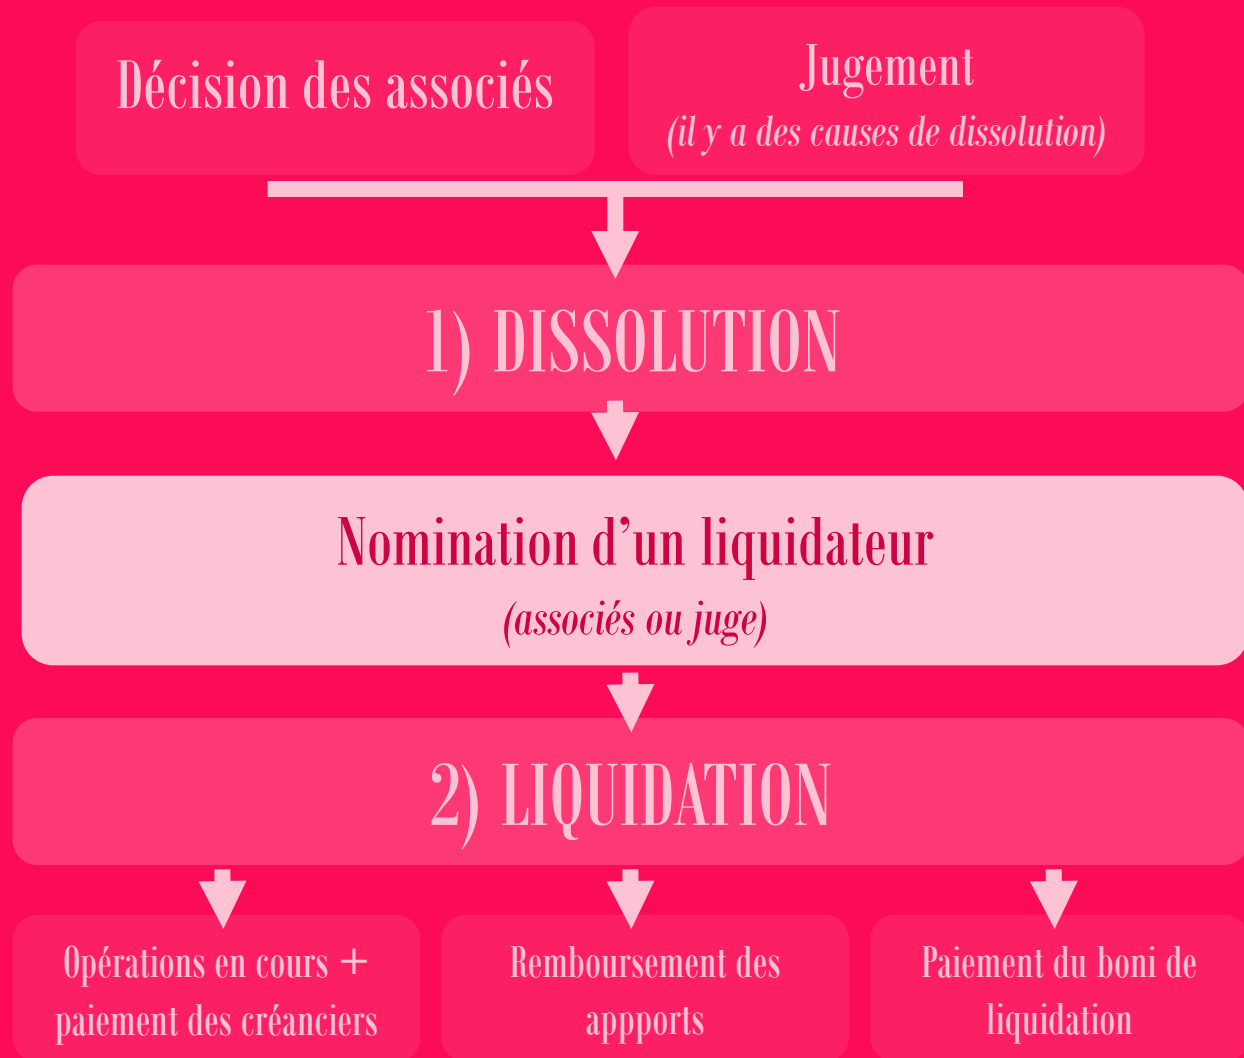 Décision des associés
Jugement
(il y a des causes de dissolution)
1) DISSOLUTION
Nomination d’un liquidateur
(associés ou juge)
2) LIQUIDATION
Opérations en cours +
paiement des créanciers
Remboursement des
appports
Paiement du boni de
liquidation